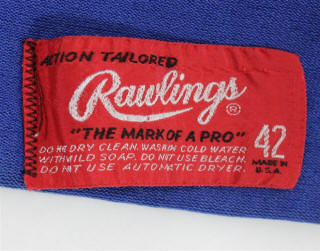 ACTION TAILORED
Rawlings ®
"THE MARK OF A PRO" 42
DO NOT DRY CLEAN. WASH IN COLD WATER
WITH MILD SOAP. DO NOT USE BLEACH.
DO NOT USE AUTOMATIC DRYER.
MADE IN
U.S.A.